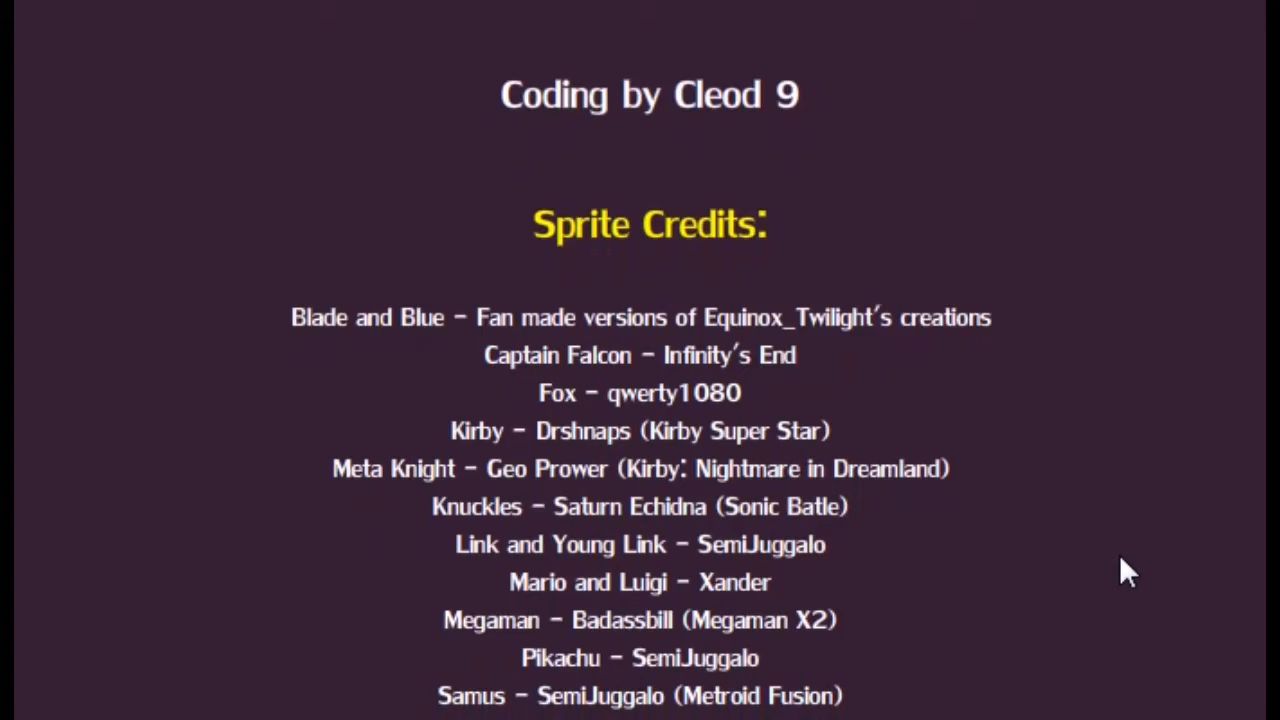 Coding by Cleod 9
Sprite Credits:
Blade and Blue - Fan made versions of Equinox_Twilight's creations
Captain Falcon - Infinity's End
Fox - qwerty1080
Kirby - Drshnaps (Kirby Super Star)
Meta Knight - Geo Prower (Kirby: Nightmare in Dreamland)
Knuckles - Saturn Echidna (Sonic Batle)
Link and Young Link - SemiJuggalo
Mario and Luigi - Xander
Megaman - Badassbill (Megaman X2)
Pikachu - SemiJuggalo
Samus - SemiJuggalo (Metroid Fusion)